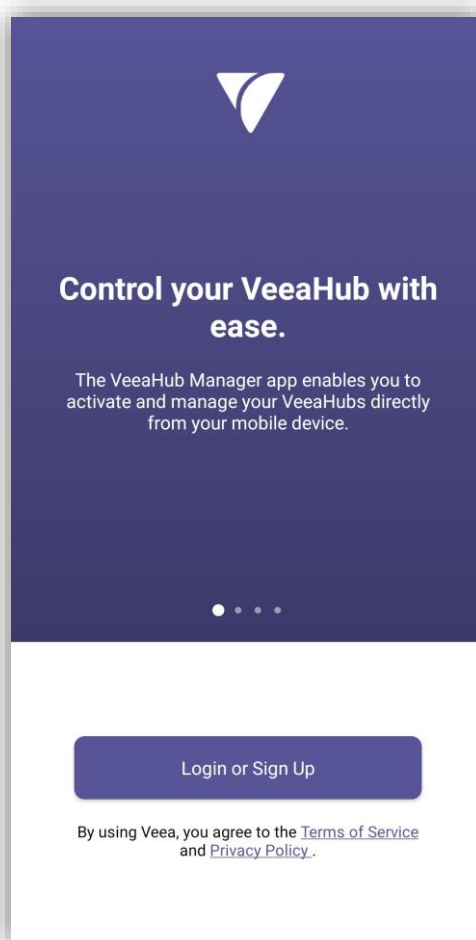 Control your VeeaHub with
ease.
The VeeaHub Manager app enables you to
activate and manage your VeeaHubs directly
from your mobile device.
Login or Sign Up
By using Veea, you agree to the Terms of Service
and Privacy Policy .